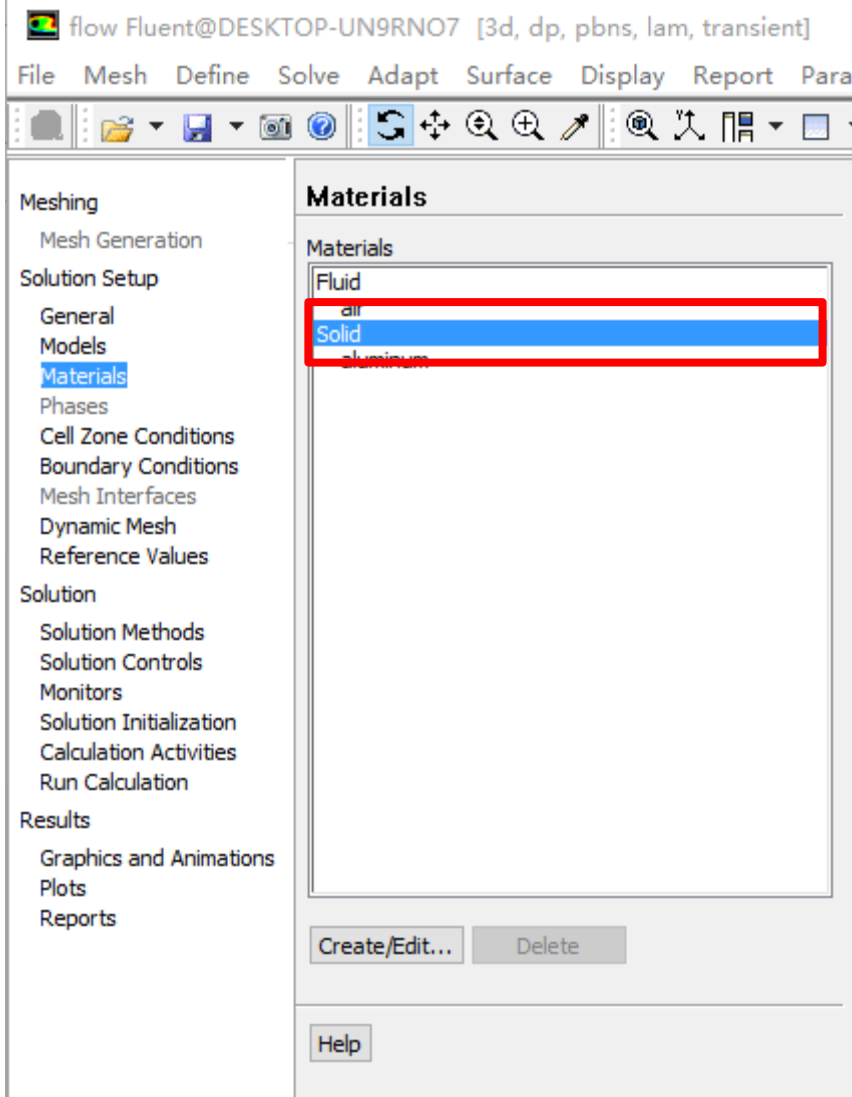 flow Fluent@DESKTOP-UN9RNO7 [3d, dp, pbns, lam, transient]
File Mesh Define Solve Adapt Surface Display Report Para
Meshing
Mesh Generation
Solution Setup
General
Models
Materials
Phases
Cell Zone Conditions
Boundary Conditions
Mesh Interfaces
Dynamic Mesh
Reference Values
Solution
Solution Methods
Solution Controls
Monitors
Solution Initialization
Calculation Activities
Run Calculation
Results
Graphics and Animations
Plots
Reports
Materials
Materials
Fluid
air
Solid
aluminum
Create/Edit...
Delete
Help